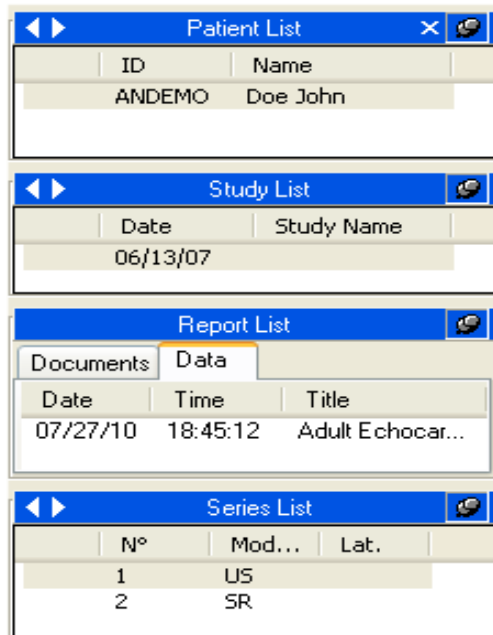 Patient List
ID Name
ANDEMO Doe John
Study List
Date Study Name
06/13/07
Report List
Documents Data
Date Time Title
07/27/10 18:45:12 Adult Echocar...
Series List
N° Mod... Lat.
1 US
2 SR